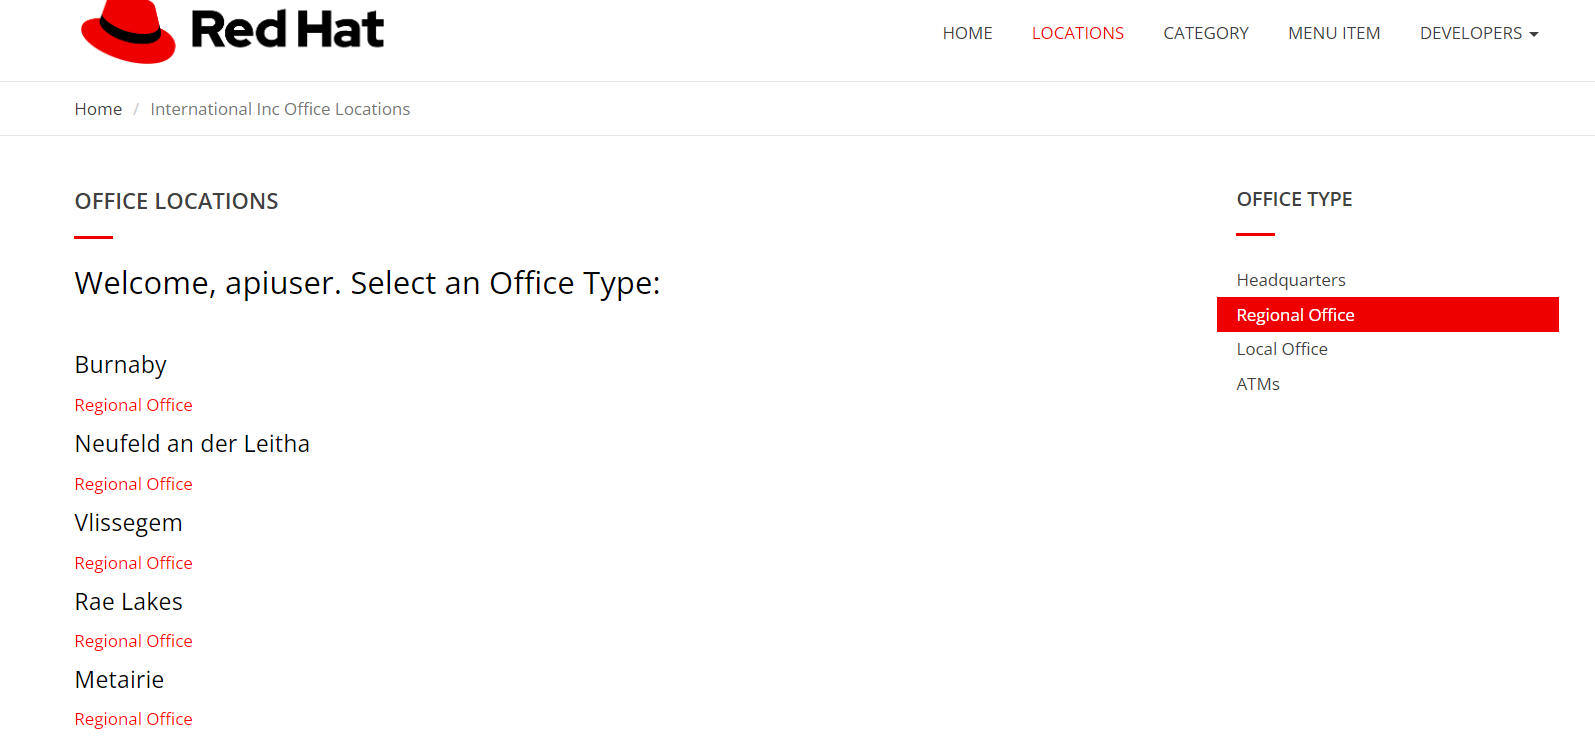 Red Hat
HOME LOCATIONS CATEGORY MENU ITEM DEVELOPERS
Home / International Inc Office Locations
OFFICE LOCATIONS
Welcome, apiuser. Select an Office Type:
Burnaby
Regional Office
Neufeld an der Leitha
Regional Office
Vlissegem
Regional Office
Rae Lakes
Regional Office
Metairie
Regional Office
OFFICE TYPE
Headquarters
Regional Office
Local Office
ATMs